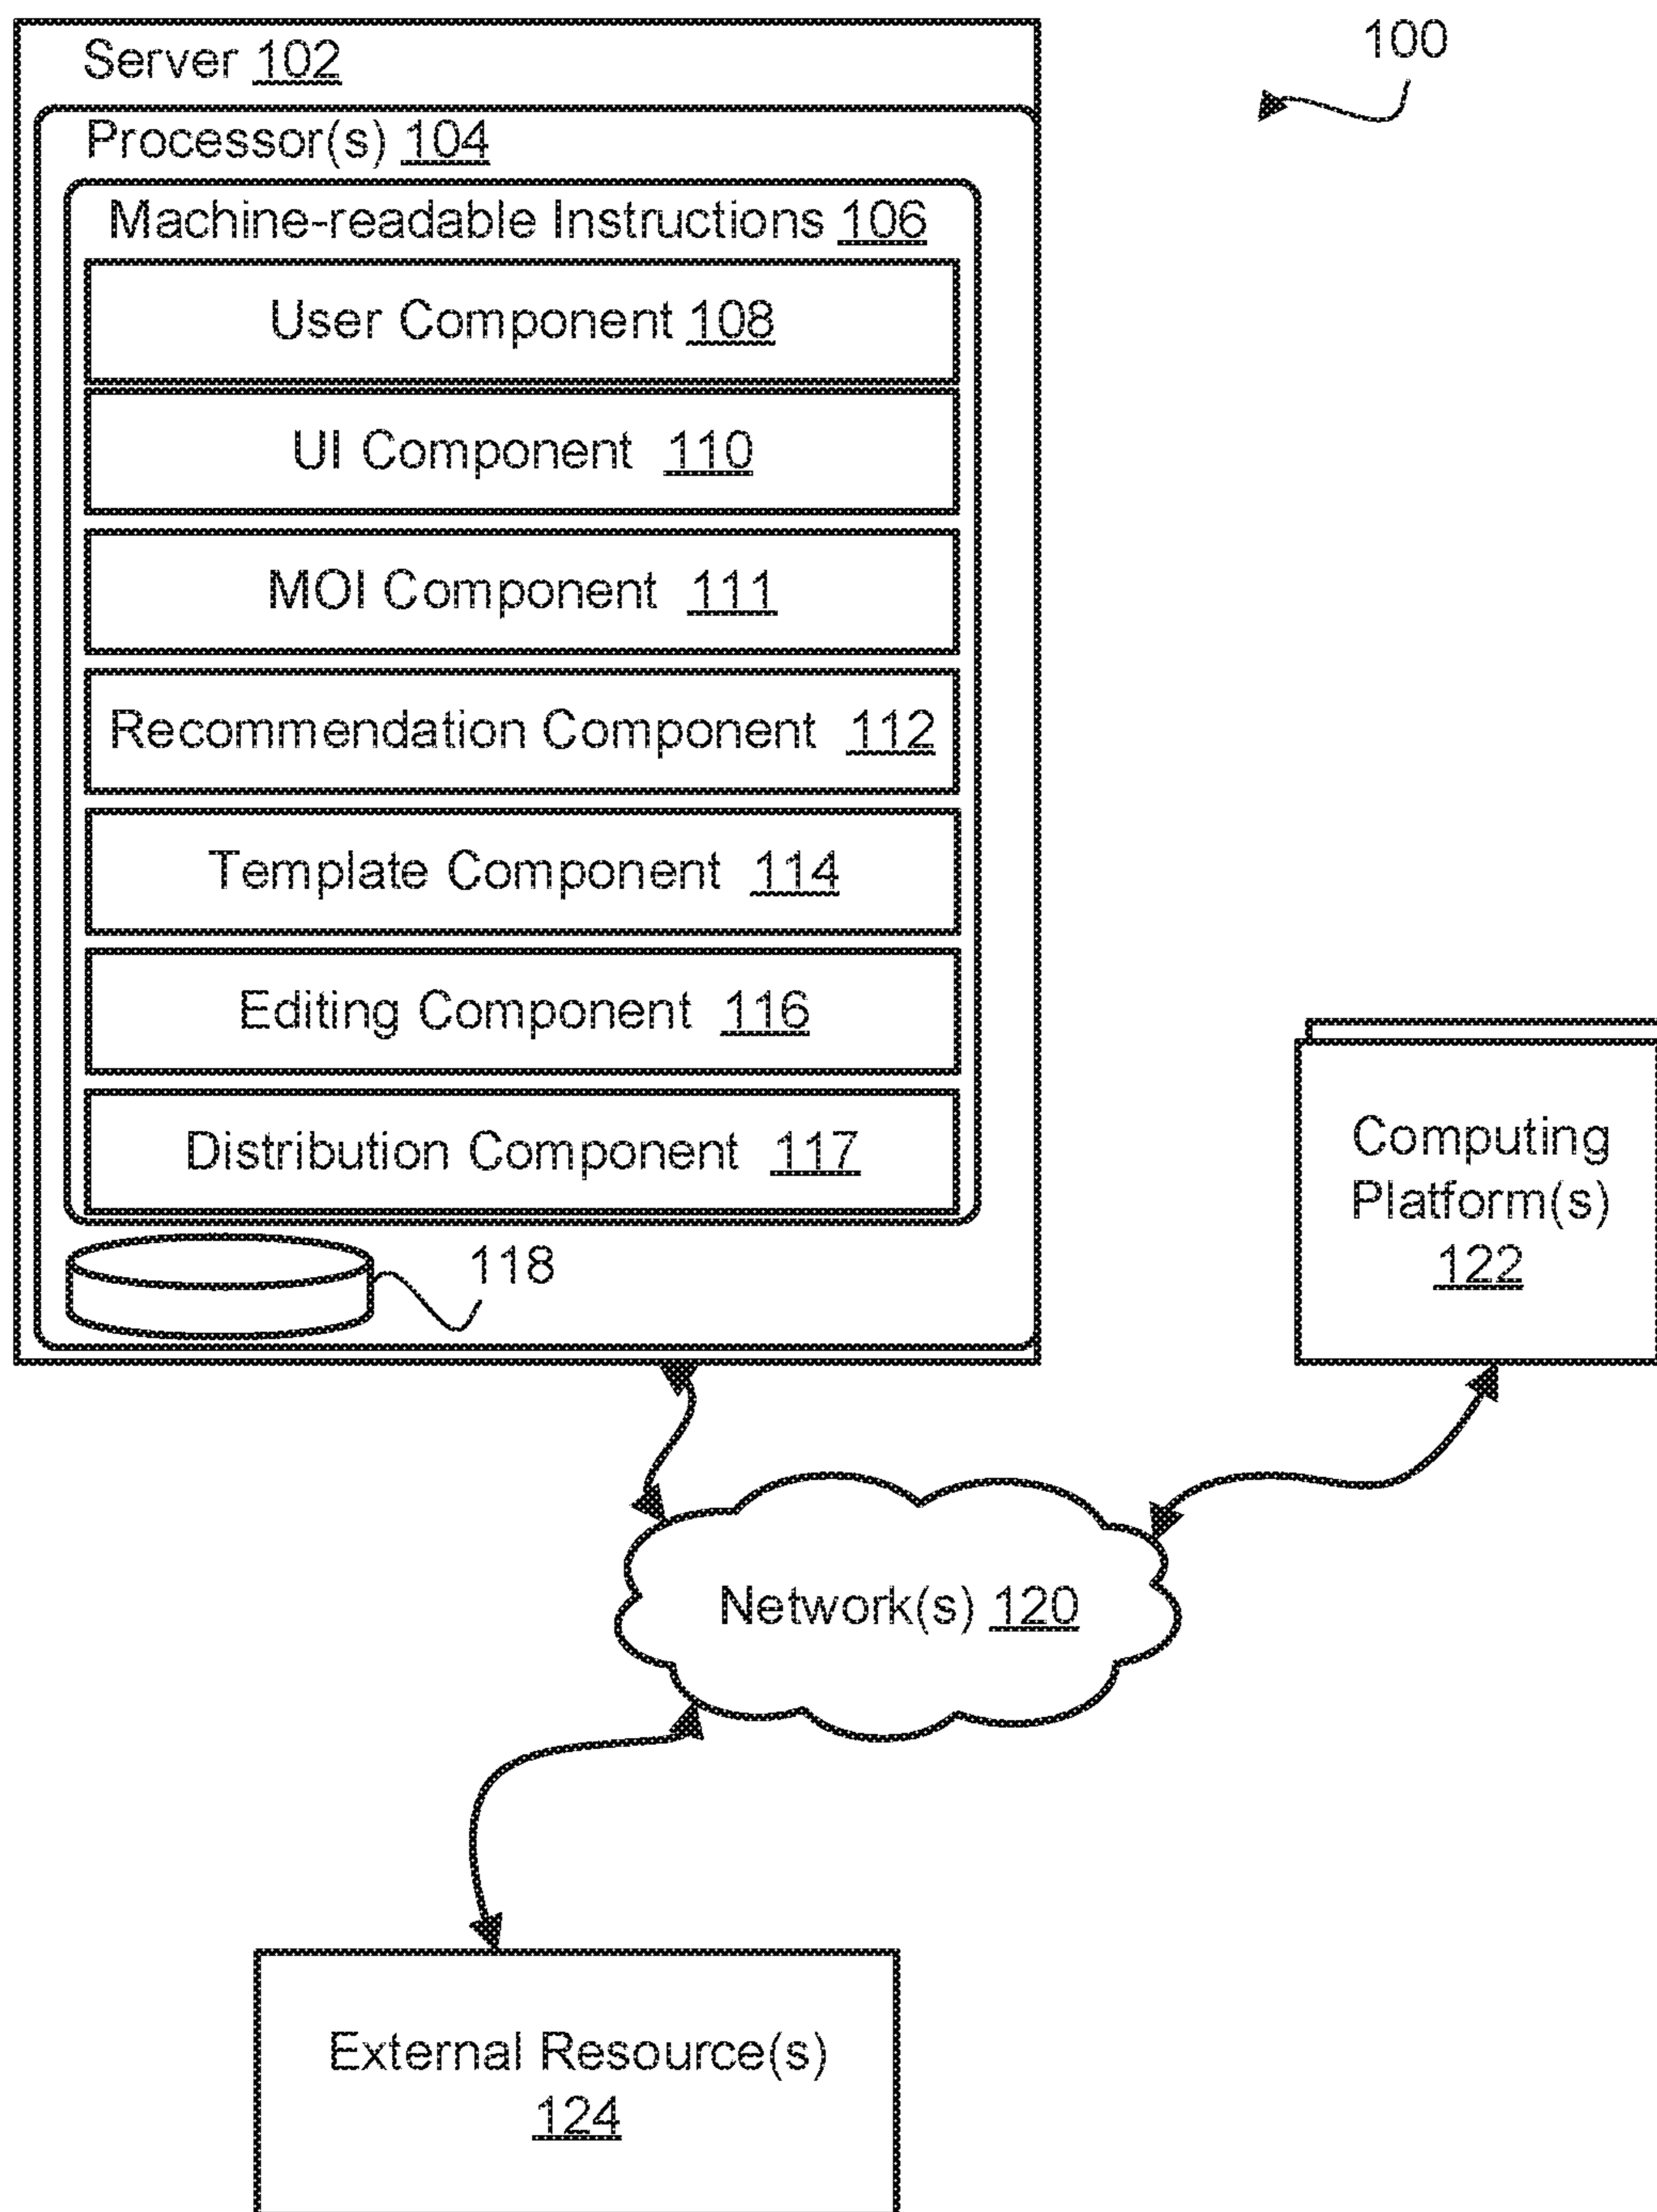 Server 102
100
Processor(s) 104
Machine-readable Instructions 106
User Component 108
UI Component 110
MOI Component 111
Recommendation Component 112
Template Component 114
Editing Component 116
Distribution Component 117
118
Computing
Platform(s)
122
Network(s) 120
External Resource(s)
124